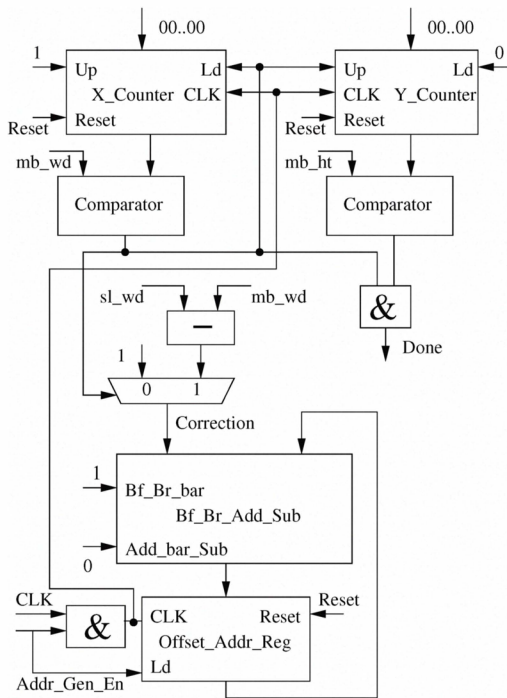 00..00
00..00
1
Up
Ld
Up
Ld
0
X_Counter
CLK
CLK
Y_Counter
Reset
Reset
Reset
Reset
mb_wd
mb_ht
Comparator
Comparator
sl_wd
mb_wd
&
–
Done
1
0
1
Correction
1
Bf_Br_bar
Bf_Br_Add_Sub
Add_bar_Sub
0
CLK
CLK
Reset
Reset
&
Offset_Addr_Reg
Ld
Addr_Gen_En